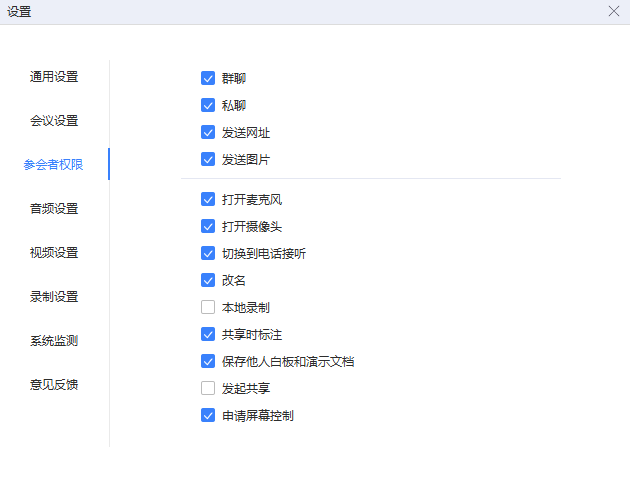 设置
通用设置
会议设置
参会者权限
音频设置
视频设置
录制设置
系统监测
意见反馈
群聊
私聊
发送网址
发送图片
打开麦克风
打开摄像头
切换到电话接听
改名
本地录制
共享时标注
保存他人白板和演示文档
发起共享
申请屏幕控制